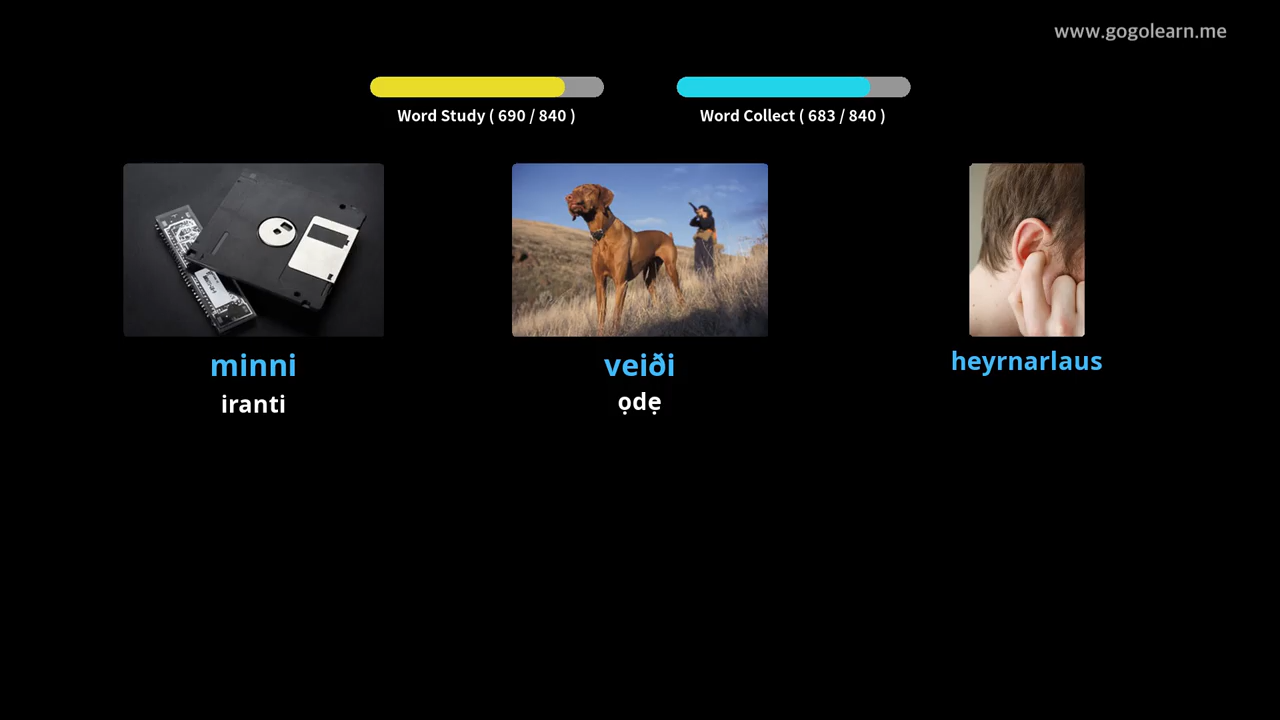 www.gogolearn.me
Word Study ( 690 / 840 )
Word Collect ( 683 / 840 )
minni
iranti
veiði
ọdẹ
heyrnarlaus